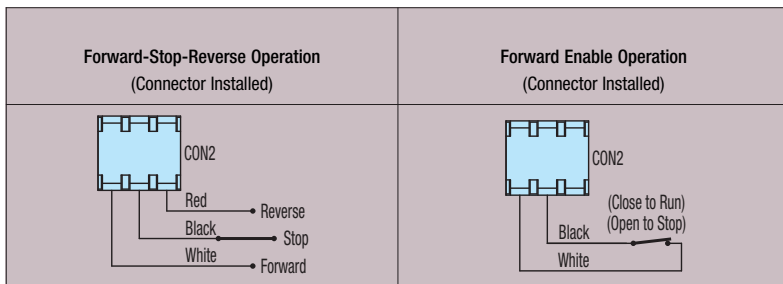 Forward-Stop-Reverse Operation
(Connector Installed)
Forward Enable Operation
(Connector Installed)
CON2
Red
Reverse
Black
Stop
White
Forward
CON2
(Close to Run)
(Open to Stop)
Black
White